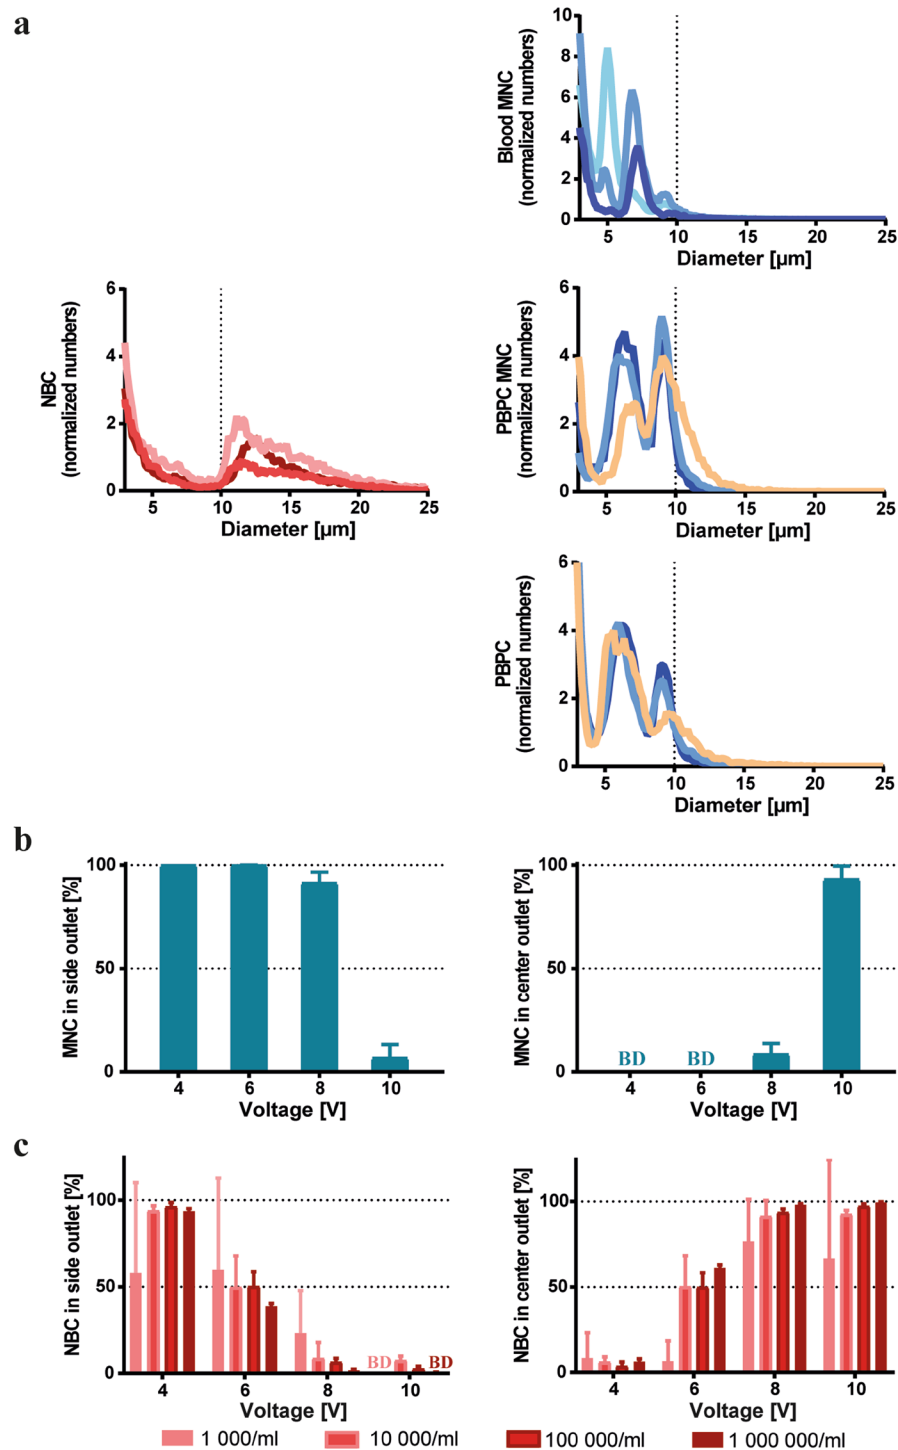 a
Blood MNC
(normalized numbers)
10
8
6
4
2
0
5 10 15 20 25
Diameter [µm]
NBC
(normalized numbers)
6
4
2
0
5 10 15 20 25
Diameter [µm]
PBPC MNC
(normalized numbers)
6
4
2
0
5 10 15 20 25
Diameter [µm]
PBPC
(normalized numbers)
6
4
2
0
5 10 15 20 25
Diameter [µm]
b
MNC in side outlet [%]
100
50
0
4 6 8 10
Voltage [V]
MNC in center outlet [%]
100
50
0
BD BD
4 6 8 10
Voltage [V]
c
NBC in side outlet [%]
100
50
0
BD BD
4 6 8 10
Voltage [V]
NBC in center outlet [%]
100
50
0
4 6 8 10
Voltage [V]
1 000/ml 10 000/ml 100 000/ml 1 000 000/ml